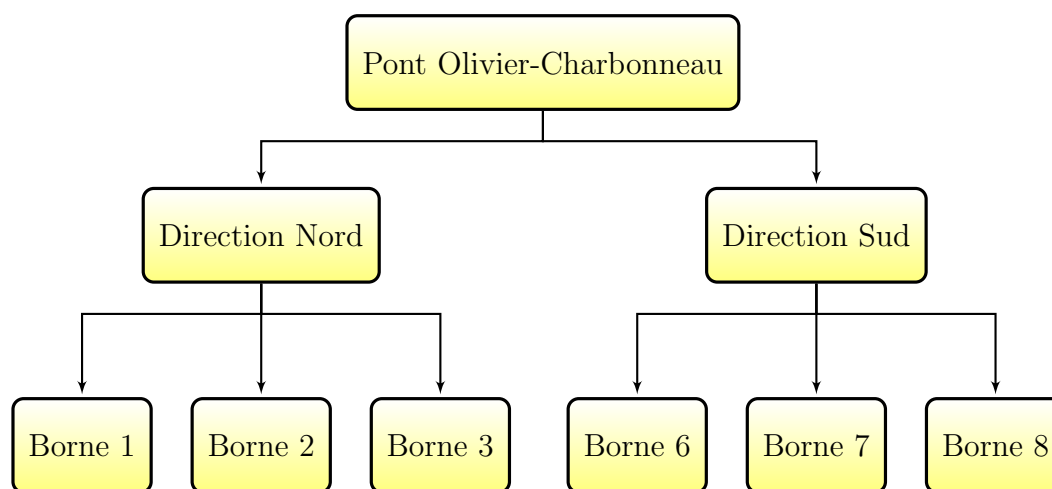 Pont Olivier-Charbonneau
Direction Nord
Direction Sud
Borne 1
Borne 2
Borne 3
Borne 6
Borne 7
Borne 8